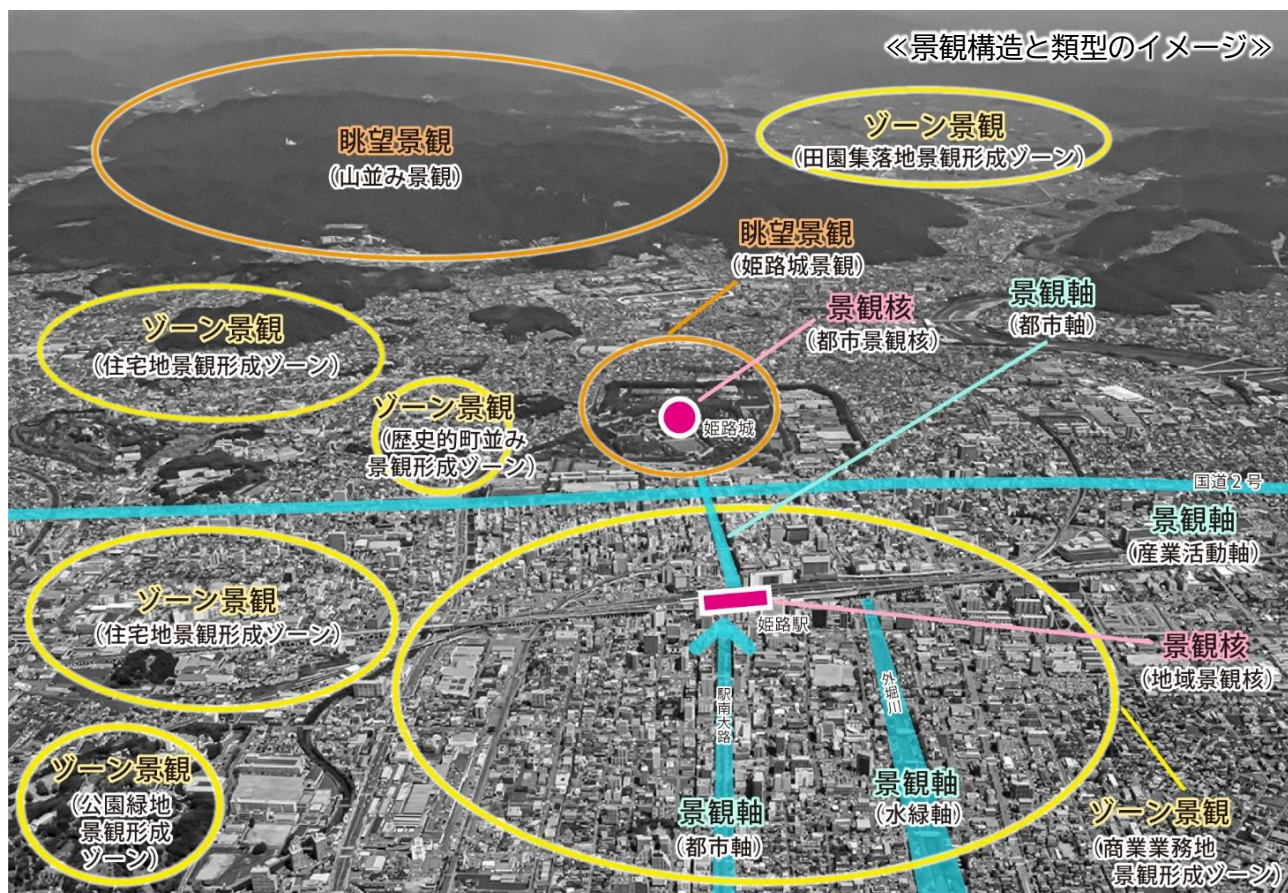 ≪景観構造と類型のイメージ≫
眺望景観
（山並み景観）
ゾーン景観
（田園集落地景観形成ゾーン）
眺望景観
（姫路城景観）
景観核
（都市景観核）
景観軸
（都市軸）
ゾーン景観
（住宅地景観形成ゾーン）
ゾーン景観
（歴史的町並み
景観形成ゾーン）
姫路城
国道２号
景観軸
（産業活動軸）
ゾーン景観
（住宅地景観形成ゾーン）
姫路駅
景観核
（地域景観核）
駅南大路
外堀川
ゾーン景観
（公園緑地
景観形成
ゾーン）
景観軸
（都市軸）
景観軸
（水緑軸）
ゾーン景観
（商業業務地
景観形成ゾーン）